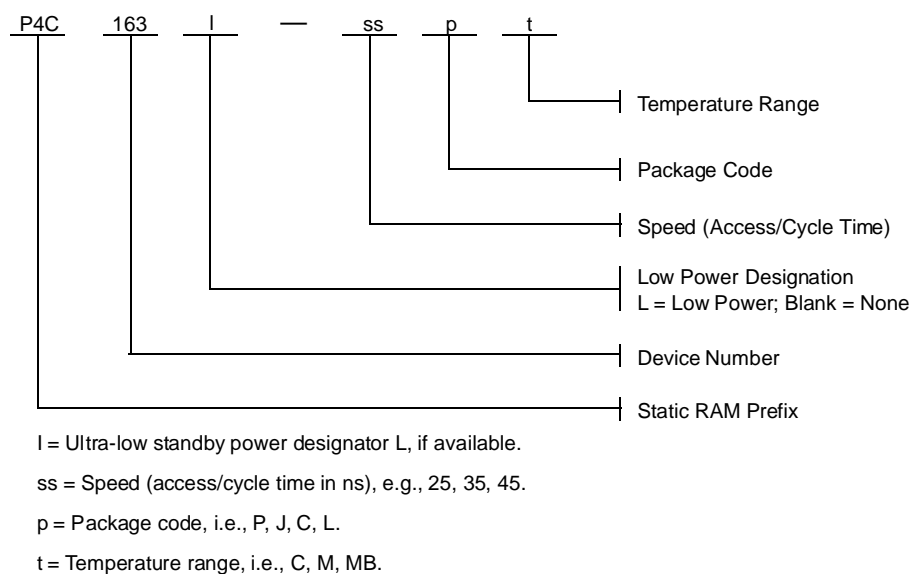 P4C 163 l — ss p t
Temperature Range
Package Code
Speed (Access/Cycle Time)
Low Power Designation
L = Low Power; Blank = None
Device Number
Static RAM Prefix
l = Ultra-low standby power designator L, if available.
ss = Speed (access/cycle time in ns), e.g., 25, 35, 45.
p = Package code, i.e., P, J, C, L.
t = Temperature range, i.e., C, M, MB.